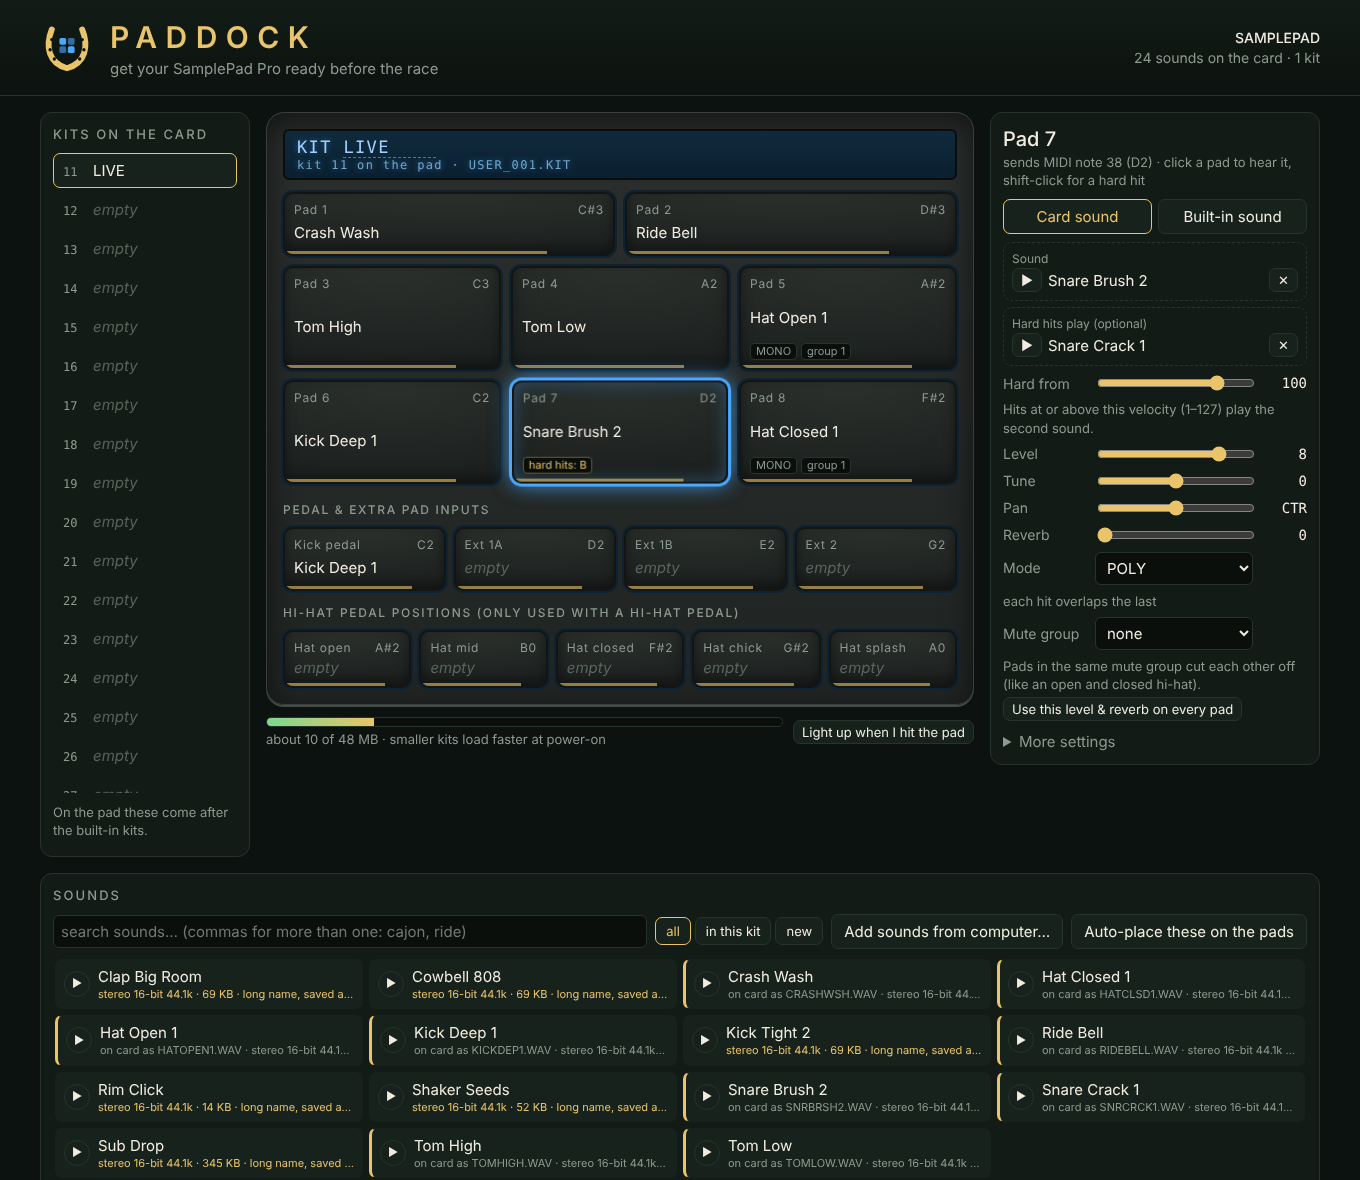 PADDOCK
get your SamplePad Pro ready before the race
SAMPLEPAD
24 sounds on the card · 1 kit
KITS ON THE CARD
11 LIVE
12 empty
13 empty
14 empty
15 empty
16 empty
17 empty
18 empty
19 empty
20 empty
21 empty
22 empty
23 empty
24 empty
25 empty
26 empty
On the pad these come after
the built-in kits.
KIT LIVE
kit 11 on the pad · USER_001.KIT
Pad 1 C#3
Crash Wash
Pad 2 D#3
Ride Bell
Pad 3 C3
Tom High
Pad 4 A2
Tom Low
Pad 5 A#2
Hat Open 1
MONO group 1
Pad 6 C2
Kick Deep 1
Pad 7 D2
Snare Brush 2
hard hits: B
Pad 8 F#2
Hat Closed 1
MONO group 1
PEDAL & EXTRA PAD INPUTS
Kick pedal C2
Kick Deep 1
Ext 1A D2
empty
Ext 1B E2
empty
Ext 2 G2
empty
HI-HAT PEDAL POSITIONS (ONLY USED WITH A HI-HAT PEDAL)
Hat open A#2
empty
Hat mid B0
empty
Hat closed F#2
empty
Hat chick G#2
empty
Hat splash A0
empty
about 10 of 48 MB · smaller kits load faster at power-on
Light up when I hit the pad
Pad 7
sends MIDI note 38 (D2) · click a pad to hear it,
shift-click for a hard hit
Card sound
Built-in sound
Sound
Snare Brush 2 ✕
Hard hits play (optional)
Snare Crack 1 ✕
Hard from 100
Hits at or above this velocity (1–127) play the
second sound.
Level 8
Tune 0
Pan CTR
Reverb 0
Mode POLY
each hit overlaps the last
Mute group none
Pads in the same mute group cut each other off
(like an open and closed hi-hat).
Use this level & reverb on every pad
More settings
SOUNDS
search sounds... (commas for more than one: cajon, ride)
all in this kit new
Add sounds from computer...
Auto-place these on the pads
Clap Big Room
stereo 16-bit 44.1k · 69 KB · long name, saved a...
Cowbell 808
stereo 16-bit 44.1k · 69 KB · long name, saved a...
Crash Wash
on card as CRASHWSH.WAV · stereo 16-bit 44....
Hat Closed 1
on card as HATCLSD1.WAV · stereo 16-bit 44.1...
Hat Open 1
on card as HATOPEN1.WAV · stereo 16-bit 44.1...
Kick Deep 1
on card as KICKDEP1.WAV · stereo 16-bit 44.1k...
Kick Tight 2
stereo 16-bit 44.1k · 69 KB · long name, saved a...
Ride Bell
on card as RIDEBELL.WAV · stereo 16-bit 44.1k ...
Rim Click
stereo 16-bit 44.1k · 14 KB · long name, saved a...
Shaker Seeds
stereo 16-bit 44.1k · 52 KB · long name, saved a...
Snare Brush 2
on card as SNRBRSH2.WAV · stereo 16-bit 44.1...
Snare Crack 1
on card as SNRCRCK1.WAV · stereo 16-bit 44.1...
Sub Drop
stereo 16-bit 44.1k · 345 KB · long name, saved ...
Tom High
on card as TOMHIGH.WAV · stereo 16-bit 44.1k...
Tom Low
on card as TOMLOW.WAV · stereo 16-bit 44.1k ...